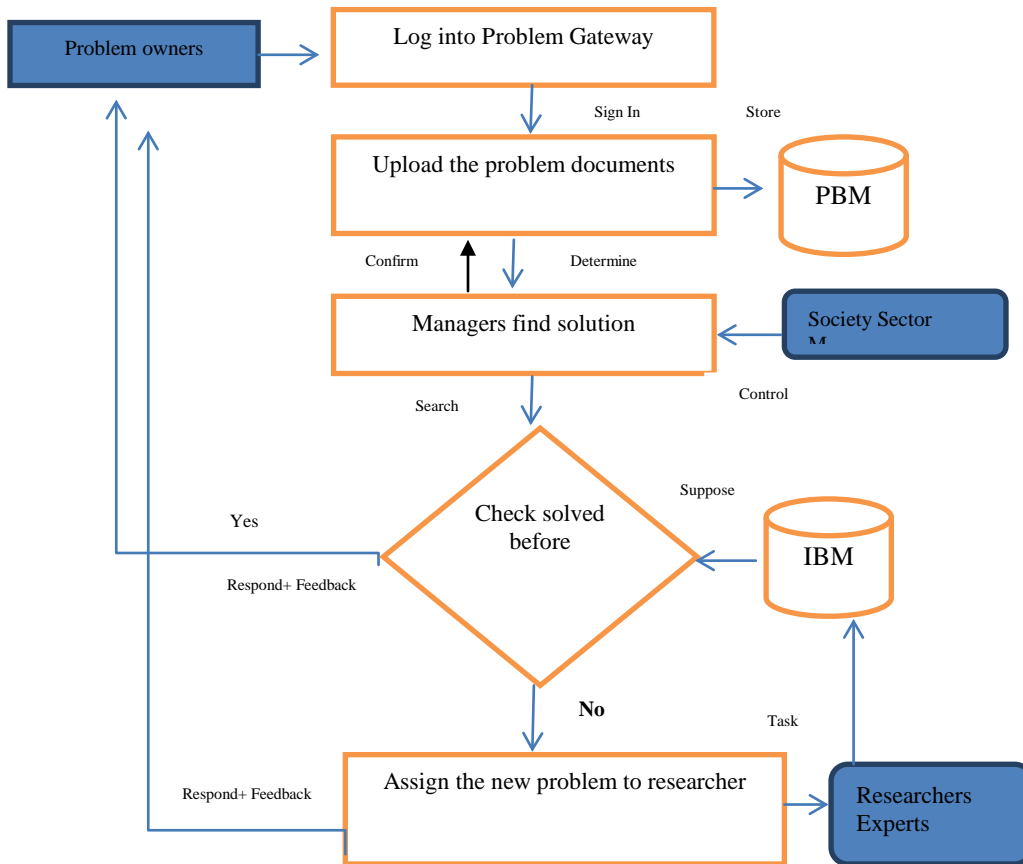 Problem owners
Log into Problem Gateway
Sign In
Store
Upload the problem documents
PBM
Confirm
Determine
Managers find solution
Society Sector
Search
Control
Check solved
before
Suppose
IBM
Yes
Respond+ Feedback
No
Task
Assign the new problem to researcher
Respond+ Feedback
Researchers
Experts